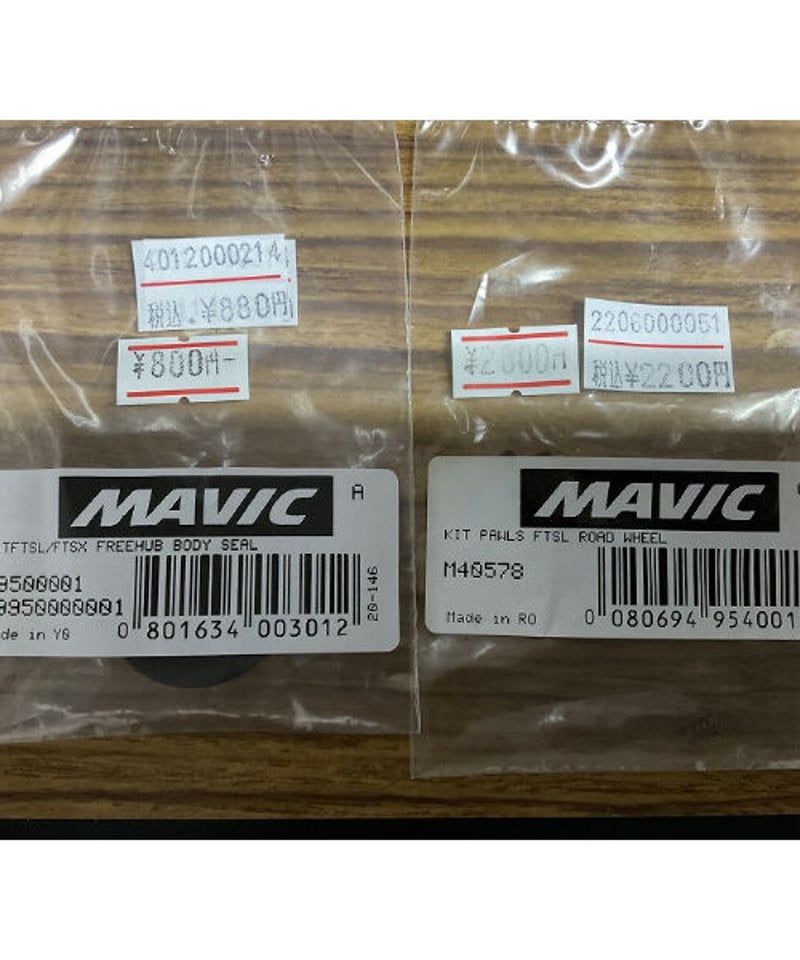 4012000214
税込.¥880円
¥800円-
MAVIC
A
TFTSL/FTSX FREEHUB BODY SEAL
9500001
9950000001
de in YG
0 801634 003012
20-146
2206000051
税込¥2200円
¥2000円
MAVIC
KIT PAWLS FTSL ROAD WHEEL
M40578
Made in RO
0 080694 954001